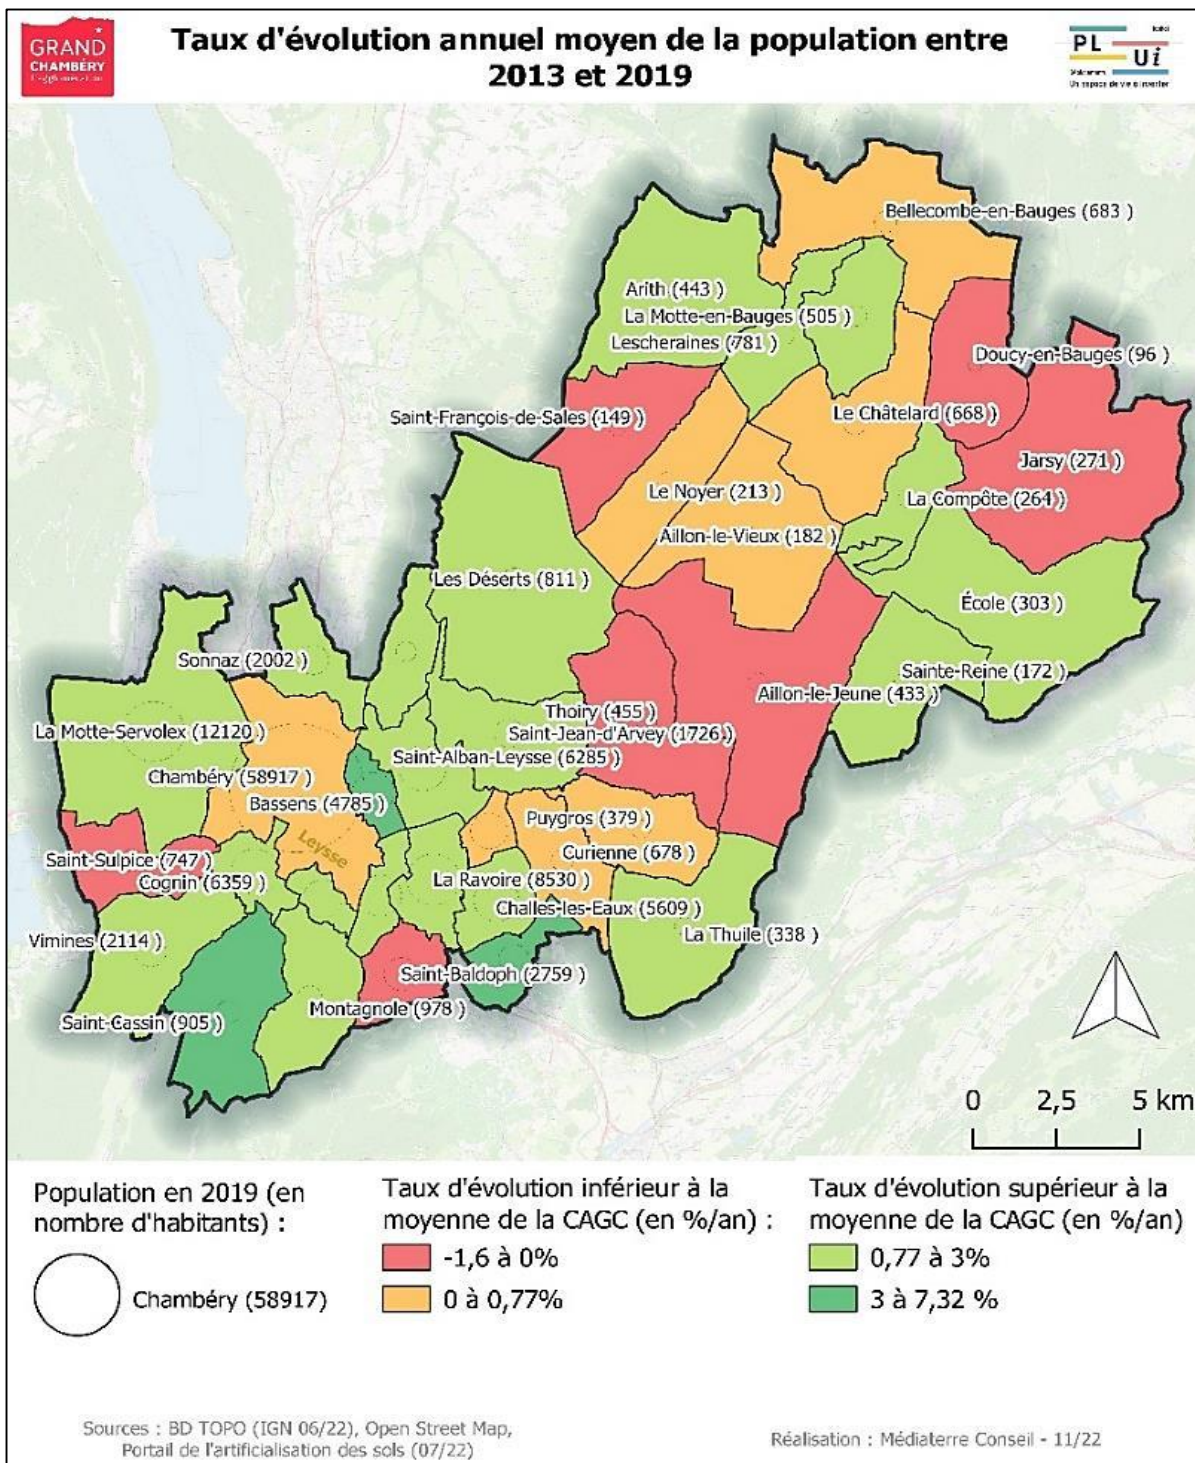 GRAND
CHAMBÉRY
l'agglomération
Taux d'évolution annuel moyen de la population entre
2013 et 2019
PL
Ui
Un espace de vie à inventer
Bellecombe-en-Bauges (683 )
Arith (443 )
La Motte-en-Bauges (505 )
Lescheraines (781 )
Doucy-en-Bauges (96 )
Saint-François-de-Sales (149 )
Le Châtelard (668 )
Jarsy (271 )
Le Noyer (213 )
La Compôte (264 )
Aillon-le-Vieux (182 )
Les Déserts (811 )
École (303 )
Sonnaz (2002 )
Sainte-Reine (172 )
Aillon-le-Jeune (433 )
Thoiry (455 )
La Motte-Servolex (12120 )
Saint-Jean-d'Arvey (1726 )
Saint-Alban-Leysse (6285 )
Chambéry (58917 )
Bassens (4785 )
Puygros (379 )
Leysse
Curienne (678 )
Saint-Sulpice (747 )
Cognin (6359 )
La Ravoire (8530 )
Challes-les-Eaux (5609 )
Vimines (2114 )
La Thuile (338 )
Saint-Baldoph (2759 )
Montagnole (978 )
Saint-Cassin (905 )
0 2,5 5 km
Population en 2019 (en
nombre d'habitants) :
Chambéry (58917)
Taux d'évolution inférieur à la
moyenne de la CAGC (en %/an) :
-1,6 à 0%
0 à 0,77%
Taux d'évolution supérieur à la
moyenne de la CAGC (en %/an)
0,77 à 3%
3 à 7,32 %
Sources : BD TOPO (IGN 06/22), Open Street Map,
Portail de l'artificialisation des sols (07/22)
Réalisation : Médiaterre Conseil - 11/22